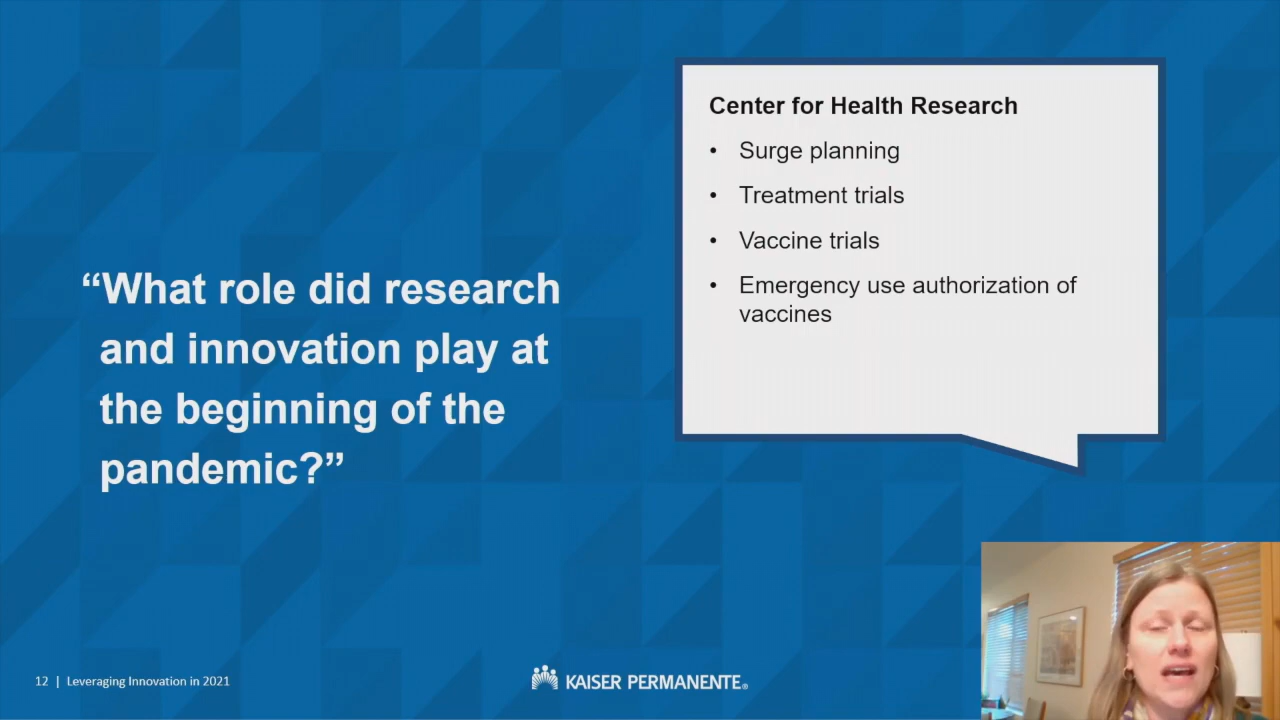 “What role did research
and innovation play at
the beginning of the
pandemic?”
Center for Health Research
• Surge planning
• Treatment trials
• Vaccine trials
• Emergency use authorization of
vaccines
12 | Leveraging Innovation in 2021
KAISER PERMANENTE®